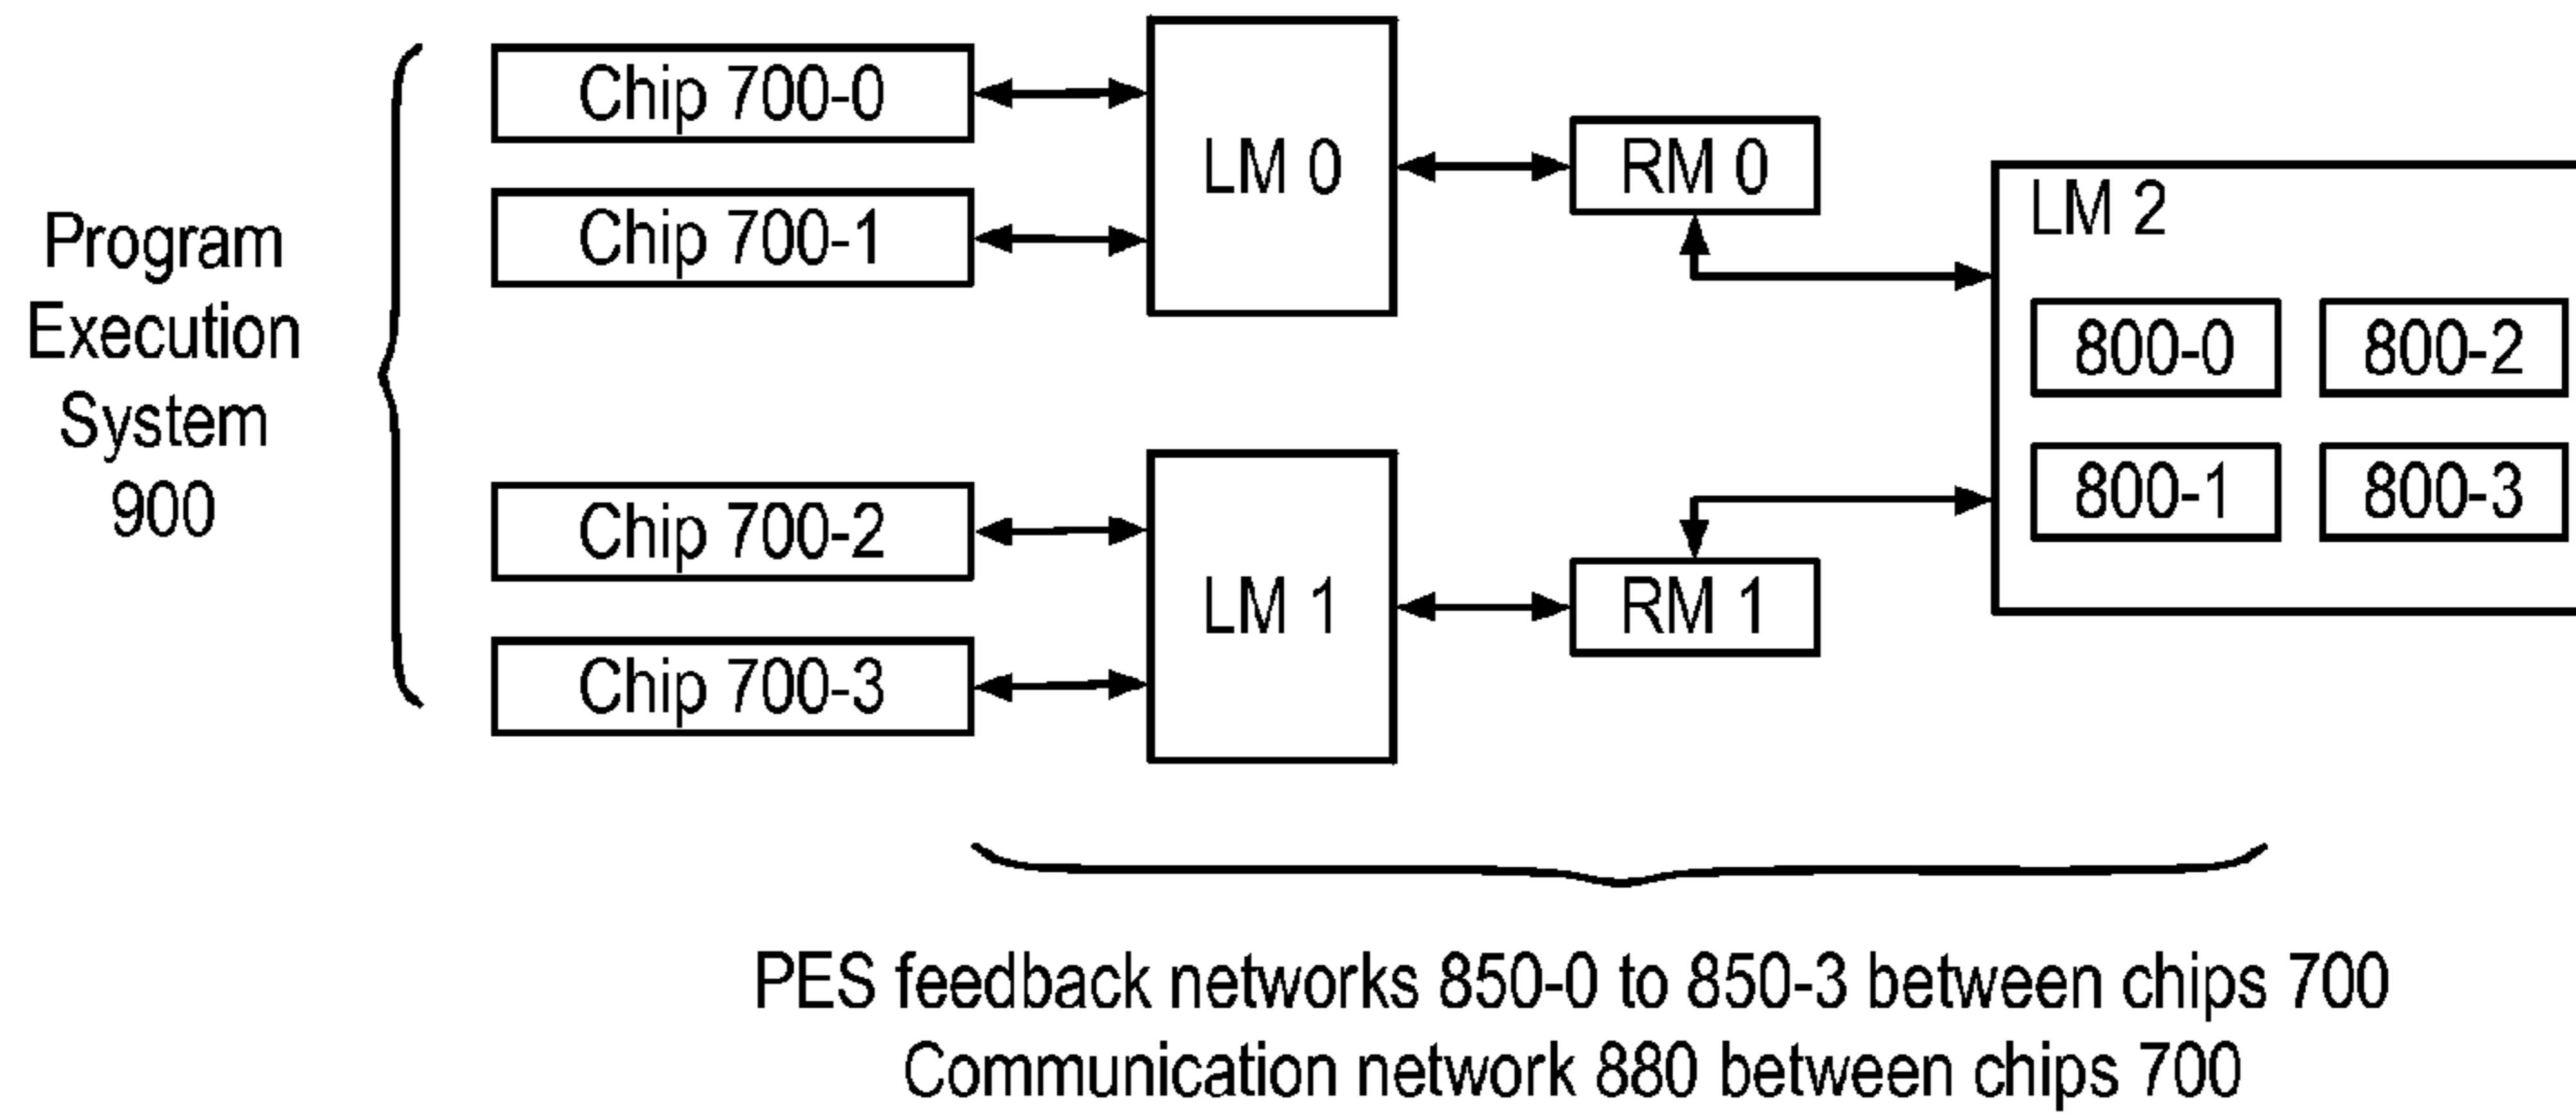 Program
Execution
System
900
Chip 700-0
Chip 700-1
Chip 700-2
Chip 700-3
LM 0
LM 1
RM 0
RM 1
LM 2
800-0
800-2
800-1
800-3
PES feedback networks 850-0 to 850-3 between chips 700
Communication network 880 between chips 700